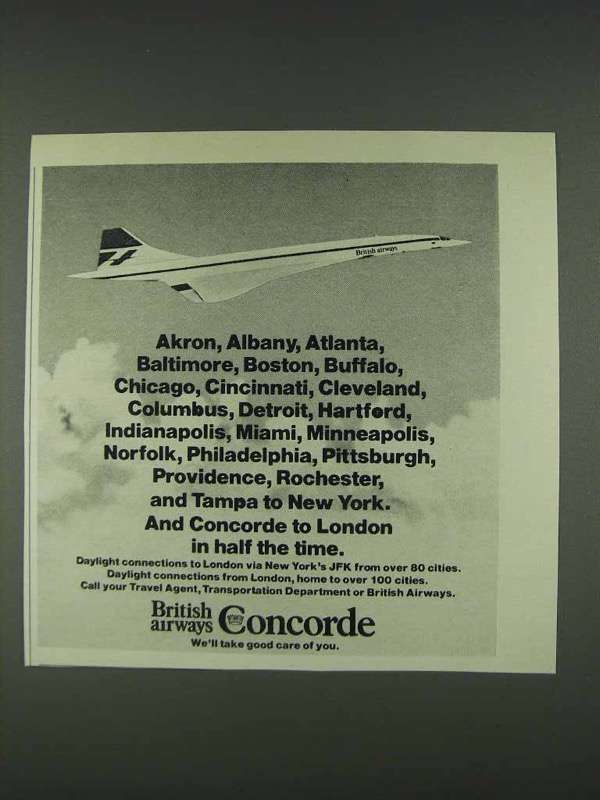 British airways
Akron, Albany, Atlanta,
Baltimore, Boston, Buffalo,
Chicago, Cincinnati, Cleveland,
Columbus, Detroit, Hartford,
Indianapolis, Miami, Minneapolis,
Norfolk, Philadelphia, Pittsburgh,
Providence, Rochester,
and Tampa to New York.
And Concorde to London
in half the time.
Daylight connections to London via New York's JFK from over 80 cities.
Daylight connections from London, home to over 100 cities.
Call your Travel Agent, Transportation Department or British Airways.
British
airways Concorde
We'll take good care of you.